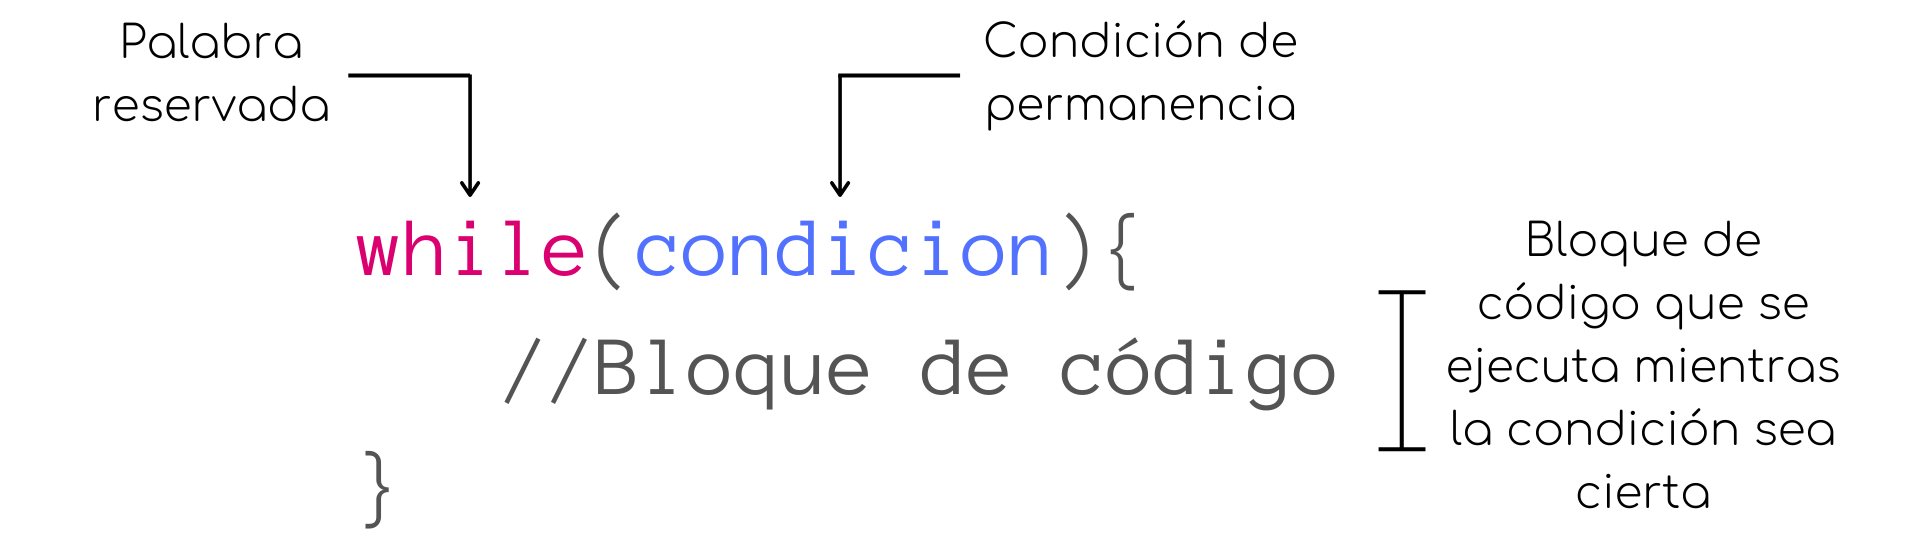 Palabra
reservada
Condición de
permanencia
while(condicion){
//Bloque de código
}
Bloque de
código que se
ejecuta mientras
la condición sea
cierta